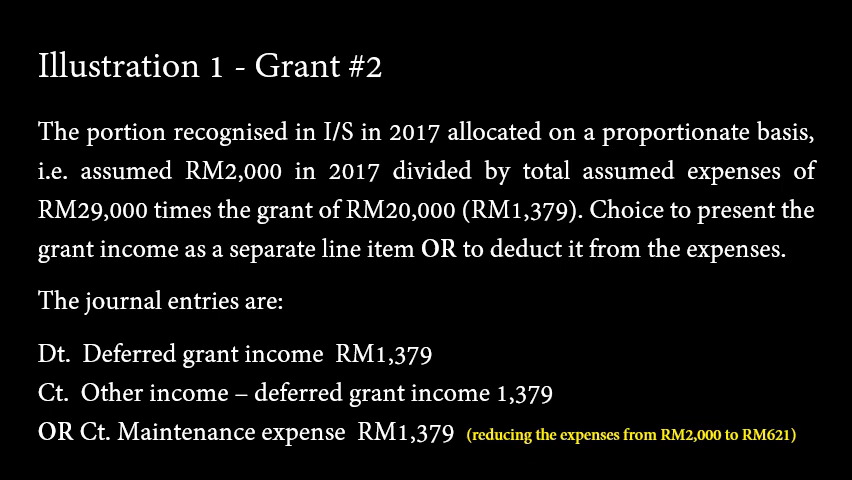 Illustration 1 - Grant #2
The portion recognised in I/S in 2017 allocated on a proportionate basis,
i.e. assumed RM2,000 in 2017 divided by total assumed expenses of
RM29,000 times the grant of RM20,000 (RM1,379). Choice to present the
grant income as a separate line item OR to deduct it from the expenses.
The journal entries are:
Dt. Deferred grant income RM1,379
Ct. Other income – deferred grant income 1,379
OR Ct. Maintenance expense RM1,379 (reducing the expenses from RM2,000 to RM621)